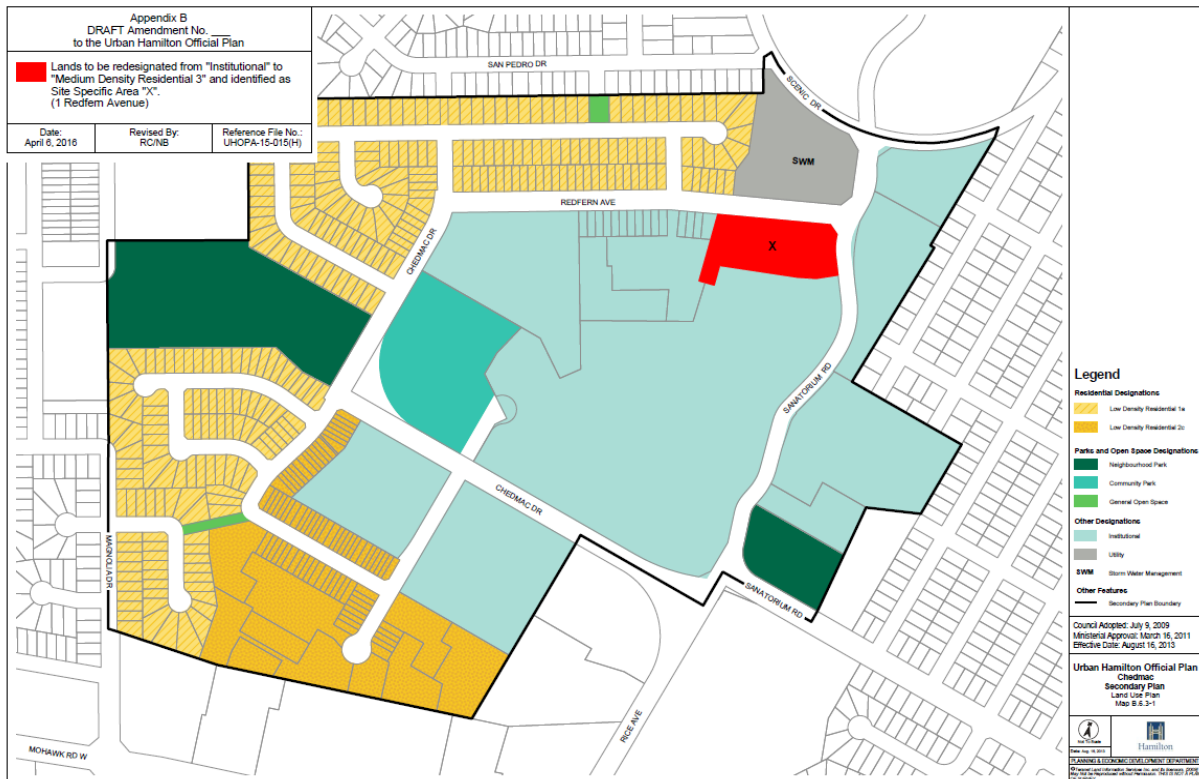 Appendix B
DRAFT Amendment No. ___
to the Urban Hamilton Official Plan
Lands to be redesignated from "Institutional" to
"Medium Density Residential 3" and identified as
Site Specific Area "X".
(1 Redfern Avenue)
Date:
April 6, 2016
Revised By:
RC/NB
Reference File No.:
UHOPA-15-015(H)
SAN PEDRO DR
SCENIC DR
SWM
REDFERN AVE
X
CHEDMAC DR
SANATORIUM RD
CHEDMAC DR
MAGNOLIA DR
SANATORIUM RD
RICE AVE
MOHAWK RD W
Legend
Residential Designations
Low Density Residential 1a
Low Density Residential 2c
Parks and Open Space Designations
Neighbourhood Park
Community Park
General Open Space
Other Designations
Institutional
Utility
SWM Storm Water Management
Other Features
Secondary Plan Boundary
Council Adopted: July 9, 2009
Ministerial Approval: March 16, 2011
Effective Date: August 16, 2013
Urban Hamilton Official Plan
Chedmac
Secondary Plan
Land Use Plan
Map B.6.3-1
Not To Scale
Hamilton
PLANNING & ECONOMIC DEVELOPMENT DEPARTMENT